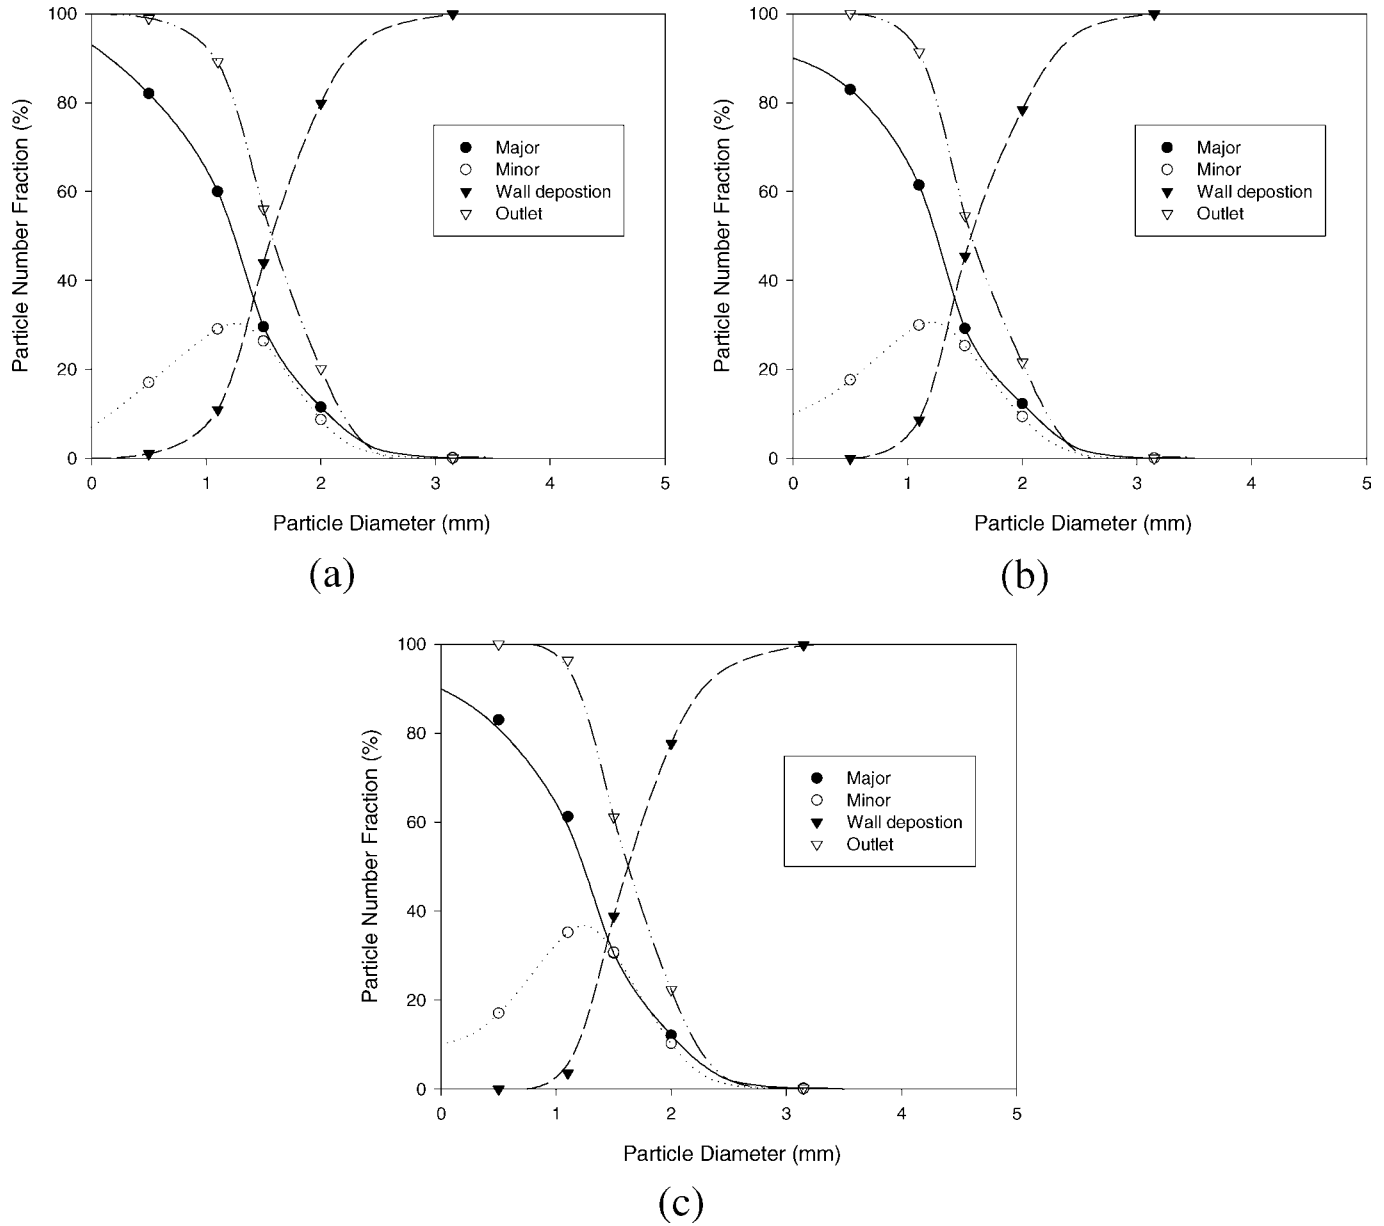 100
80
60
40
20
0
Particle Number Fraction (%)
Major
Minor
Wall depostion
Outlet
0 1 2 3 4 5
Particle Diameter (mm)
(a)
100
80
60
40
20
0
Particle Number Fraction (%)
Major
Minor
Wall depostion
Outlet
0 1 2 3 4 5
Particle Diameter (mm)
(b)
100
80
60
40
20
0
Particle Number Fraction (%)
Major
Minor
Wall depostion
Outlet
0 1 2 3 4 5
Particle Diameter (mm)
(c)